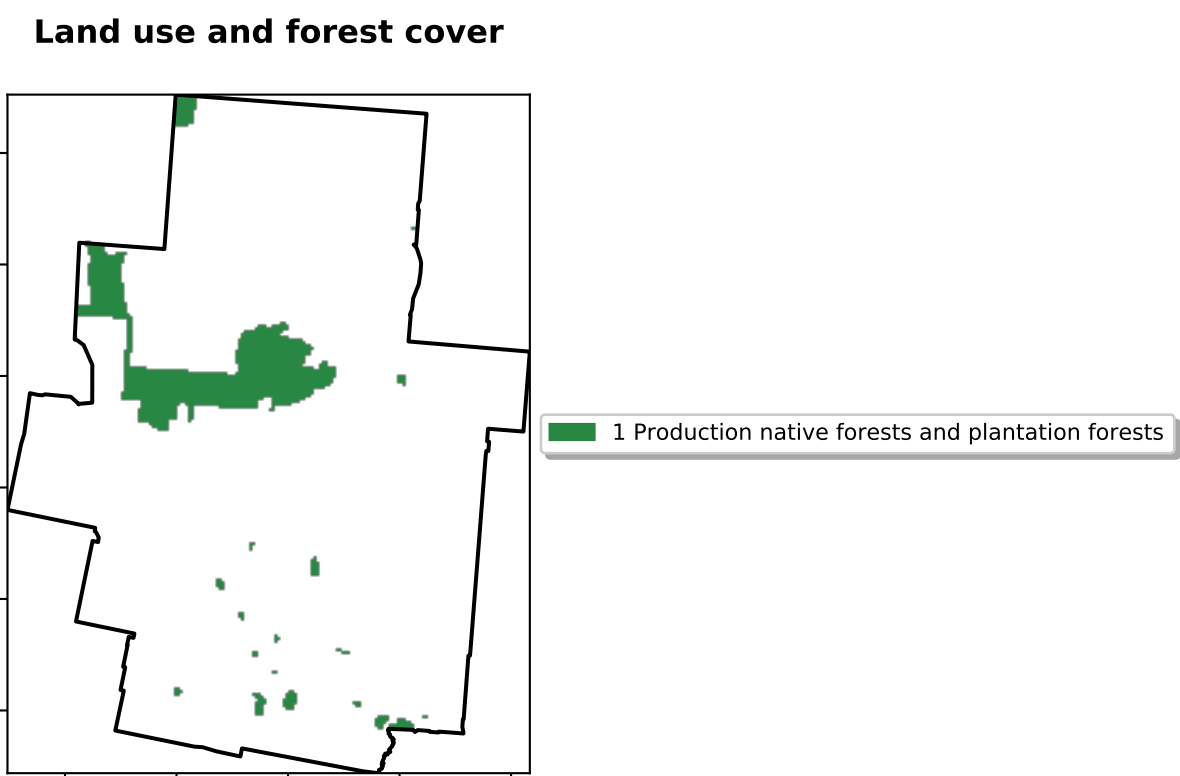 Land use and forest cover
1 Production native forests and plantation forests